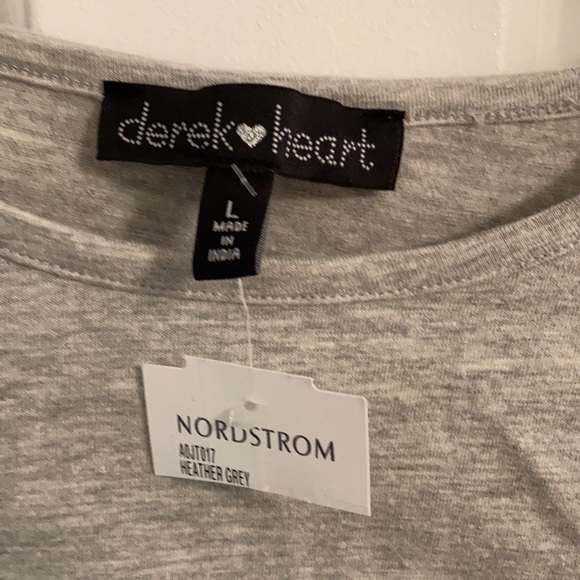 derek heart
L
MADE
IN
INDIA
NORDSTROM
A0JT017
HEATHER GREY